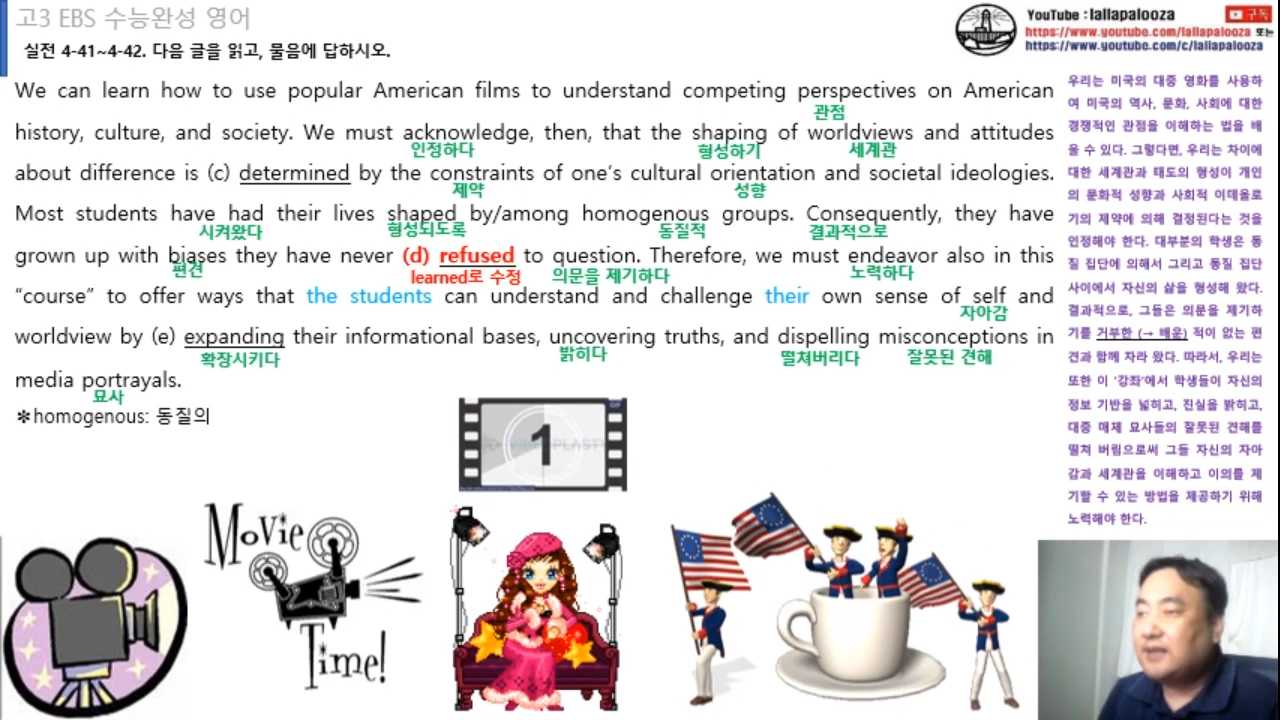 고3 EBS 수능완성 영어
실전 4-41~4-42. 다음 글을 읽고, 물음에 답하시오.
YouTube : lallapalooza
구독
https://www.youtube.com/lallapalooza 또는
https://www.youtube.com/c/lallapalooza
We can learn how to use popular American films to understand competing perspectives on American
관점
history, culture, and society. We must acknowledge, then, that the shaping of worldviews and attitudes
인정하다 형성하기 세계관
about difference is (c) determined by the constraints of one's cultural orientation and societal ideologies.
제약 성향
Most students have had their lives shaped by/among homogenous groups. Consequently, they have
시켜왔다 형성되도록 동질적 결과적으로
grown up with biases they have never (d) refused to question. Therefore, we must endeavor also in this
편견 learned로 수정 의문을 제기하다 노력하다
“course” to offer ways that the students can understand and challenge their own sense of self and
자아감
worldview by (e) expanding their informational bases, uncovering truths, and dispelling misconceptions in
확장시키다 밝히다 떨쳐버리다 잘못된 견해
media portrayals.
묘사
✻homogenous: 동질의
우리는 미국의 대중 영화를 사용하
여 미국의 역사, 문화, 사회에 대한
경쟁적인 관점을 이해하는 법을 배
울 수 있다. 그렇다면, 우리는 차이에
대한 세계관과 태도의 형성이 개인
의 문화적 성향과 사회적 이데올로
기의 제약에 의해 결정된다는 것을
인정해야 한다. 대부분의 학생은 동
질 집단에 의해서 그리고 동질 집단
사이에서 자신의 삶을 형성해 왔다.
결과적으로, 그들은 의문을 제기하
기를 거부한 (→ 배운) 적이 없는 편
견과 함께 자라 왔다. 따라서, 우리는
또한 이 ‘강좌’에서 학생들이 자신의
정보 기반을 넓히고, 진실을 밝히고,
대중 매체 묘사들의 잘못된 견해를
떨쳐 버림으로써 그들 자신의 자아
감과 세계관을 이해하고 이의를 제
기할 수 있는 방법을 제공하기 위해
노력해야 한다.
1
Movie
Time!